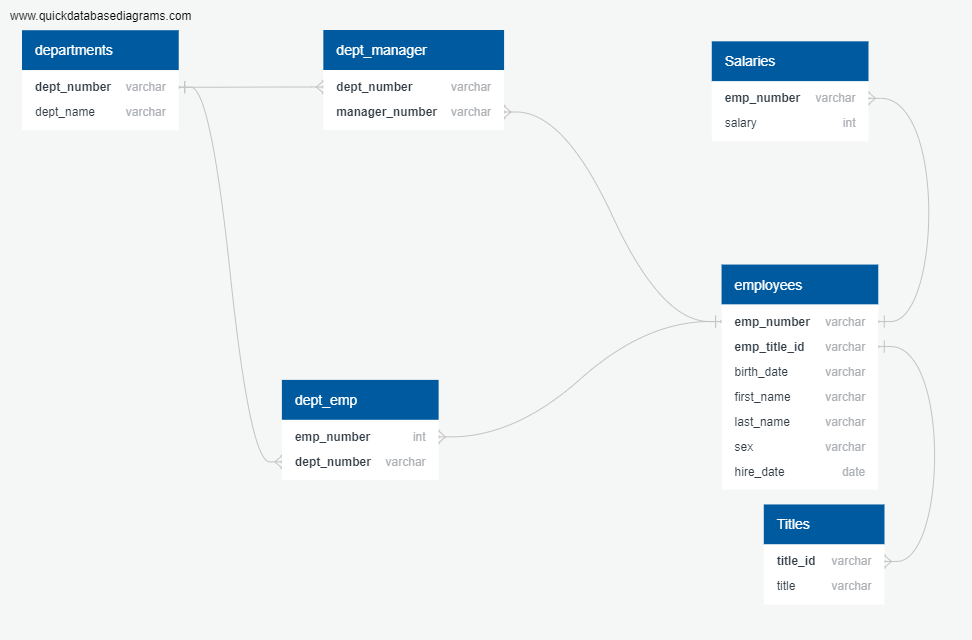 www.quickdatabasediagrams.com
departments
dept_number varchar
dept_name varchar
dept_manager
dept_number varchar
manager_number varchar
Salaries
emp_number varchar
salary int
employees
emp_number varchar
emp_title_id varchar
birth_date varchar
first_name varchar
last_name varchar
sex varchar
hire_date date
dept_emp
emp_number int
dept_number varchar
Titles
title_id varchar
title varchar